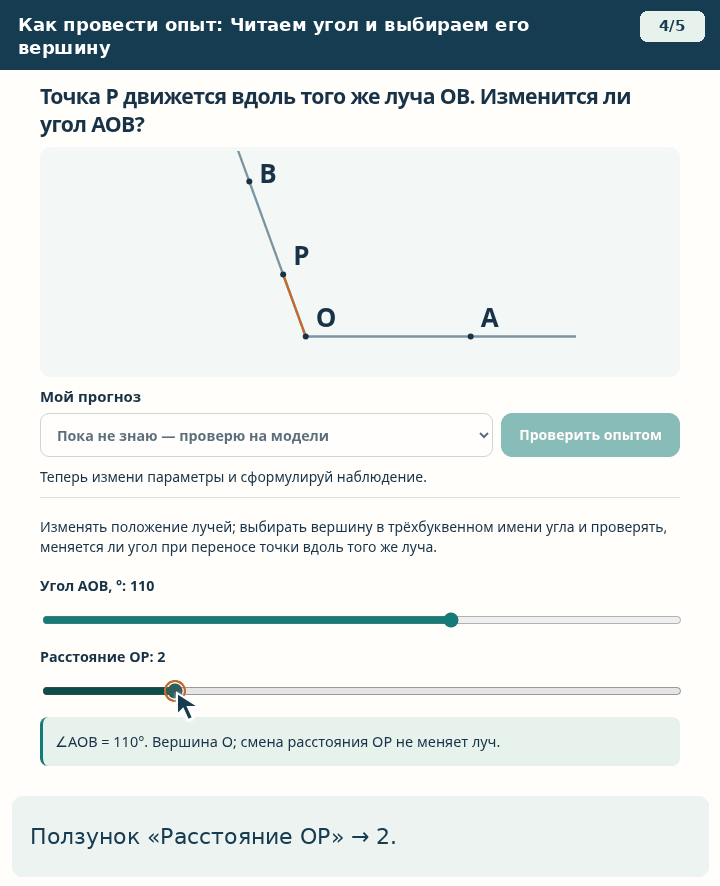 Как провести опыт: Читаем угол и выбираем его
вершину
4/5
Точка P движется вдоль того же луча OB. Изменится ли
угол AOB?
B
P
O
A
Мой прогноз
Пока не знаю — проверю на модели
Проверить опытом
Теперь измени параметры и сформулируй наблюдение.
Изменять положение лучей; выбирать вершину в трёхбуквенном имени угла и проверять,
меняется ли угол при переносе точки вдоль того же луча.
Угол AOB, °: 110
Расстояние OP: 2
∠AOB = 110°. Вершина O; смена расстояния OP не меняет луч.
Ползунок «Расстояние OP» → 2.